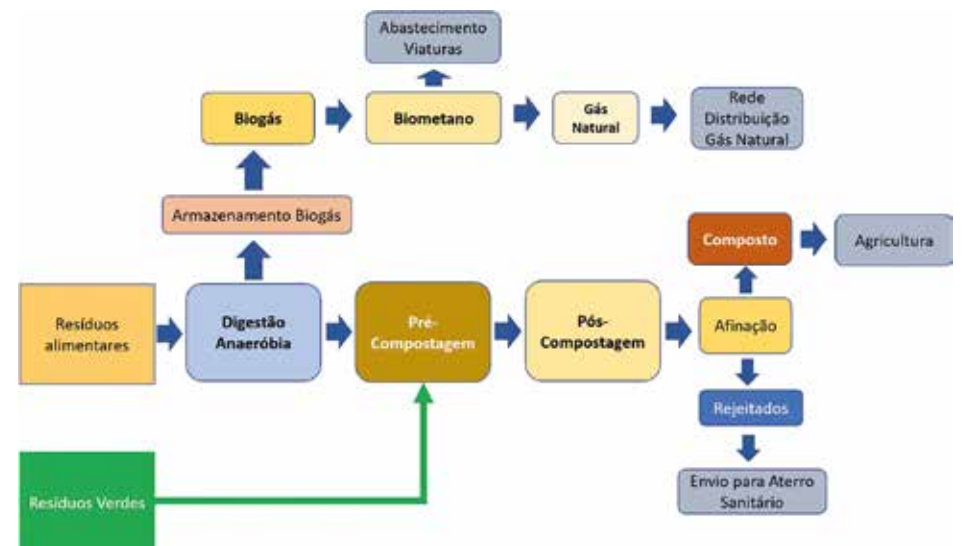 Abastecimento
Viaturas
Biogás
Biometano
Gás
Natural
Rede
Distribuição
Gás Natural
Armazenamento Biogás
Composto
Agricultura
Resíduos
alimentares
Digestão
Anaeróbia
Pré-
Compostagem
Pós-
Compostagem
Afinação
Rejeitados
Resíduos Verdes
Envio para Aterro
Sanitário